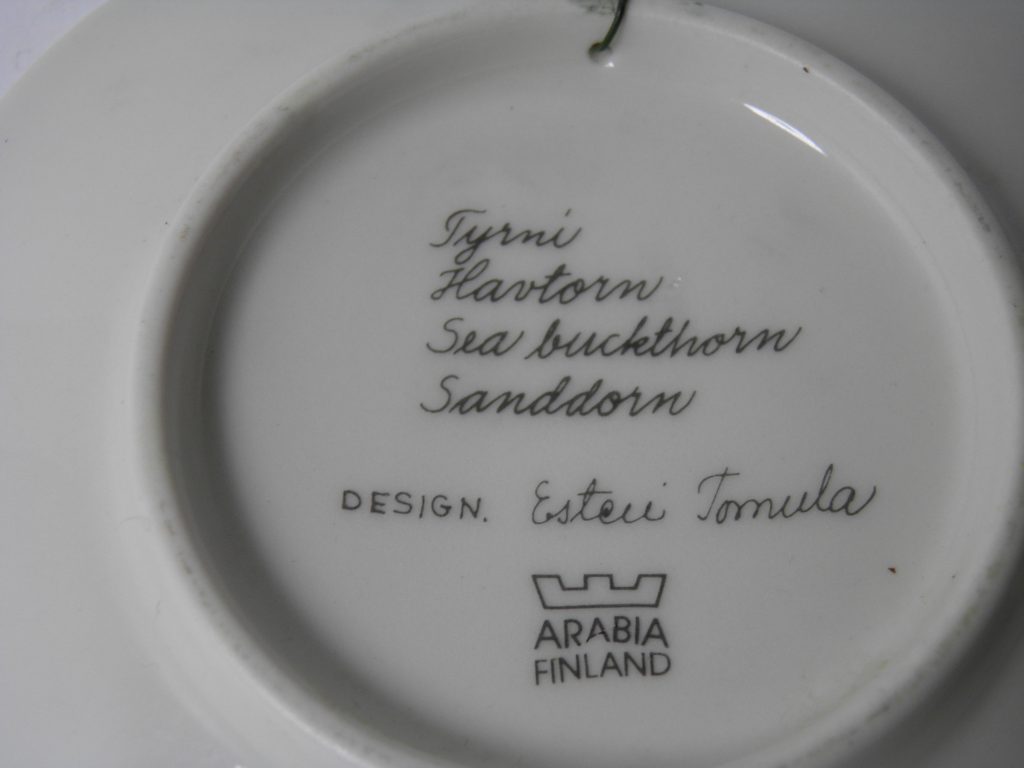 Tyrni
Havtorn
Sea buckthorn
Sanddorn
DESIGN. Esteri Tomula
ARABIA
FINLAND